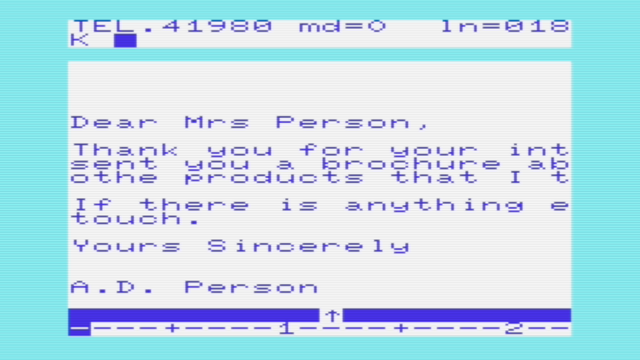 TEL.41980 md=O ln=018
K
Dear Mrs Person,
Thank you for your int
sent you a brochure ab
othe products that I t
If there is anything e
touch.
Yours Sincerely
A.D. Person
↑
----+----1----+----2--